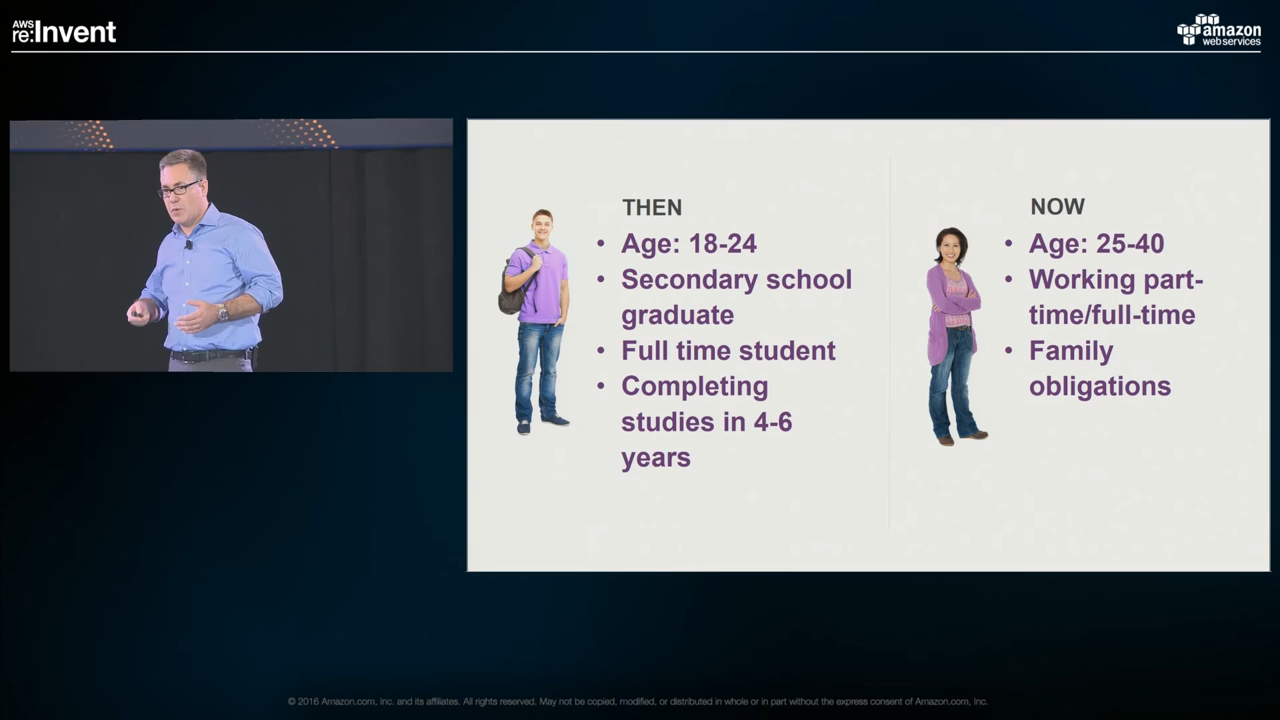 AWS
re:Invent
amazon
web services
THEN
• Age: 18-24
• Secondary school
graduate
• Full time student
• Completing
studies in 4-6
years
NOW
• Age: 25-40
• Working part-
time/full-time
• Family
obligations
© 2016 Amazon.com, Inc. and its affiliates. All rights reserved. May not be copied, modified, or distributed in whole or in part without the express consent of Amazon.com, Inc.